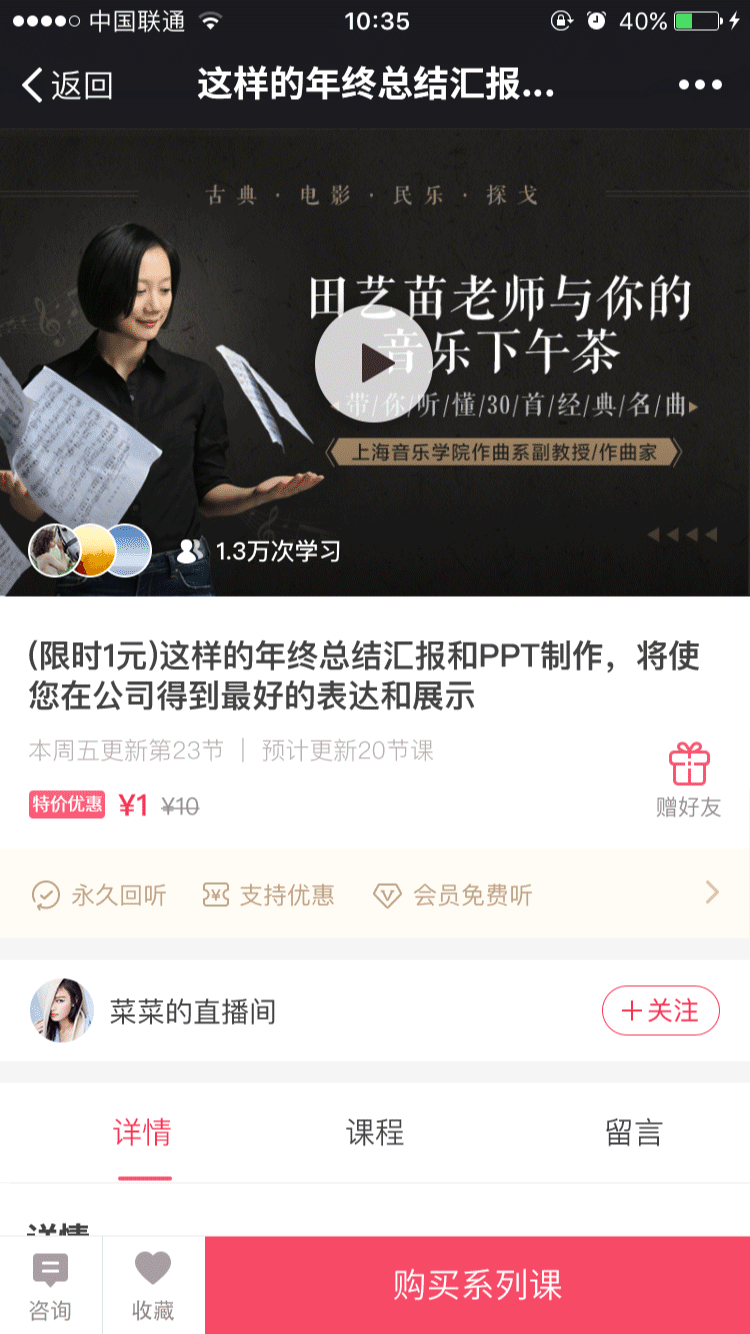 中国联通
10:35
40%
返回
这样的年终总结汇报...
古典·电影·民乐·探戈
田艺苗老师与你的
音乐下午茶
带/你/听/懂/30/首/经/典/名/曲
上海音乐学院作曲系副教授/作曲家
1.3万次学习
(限时1元)这样的年终总结汇报和PPT制作，将使
您在公司得到最好的表达和展示
本周五更新第23节 | 预计更新20节课
特价优惠 ¥1 ¥10
赠好友
永久回听 支持优惠 会员免费听
菜菜的直播间
+关注
详情 课程 留言
详情
咨询 收藏 购买系列课